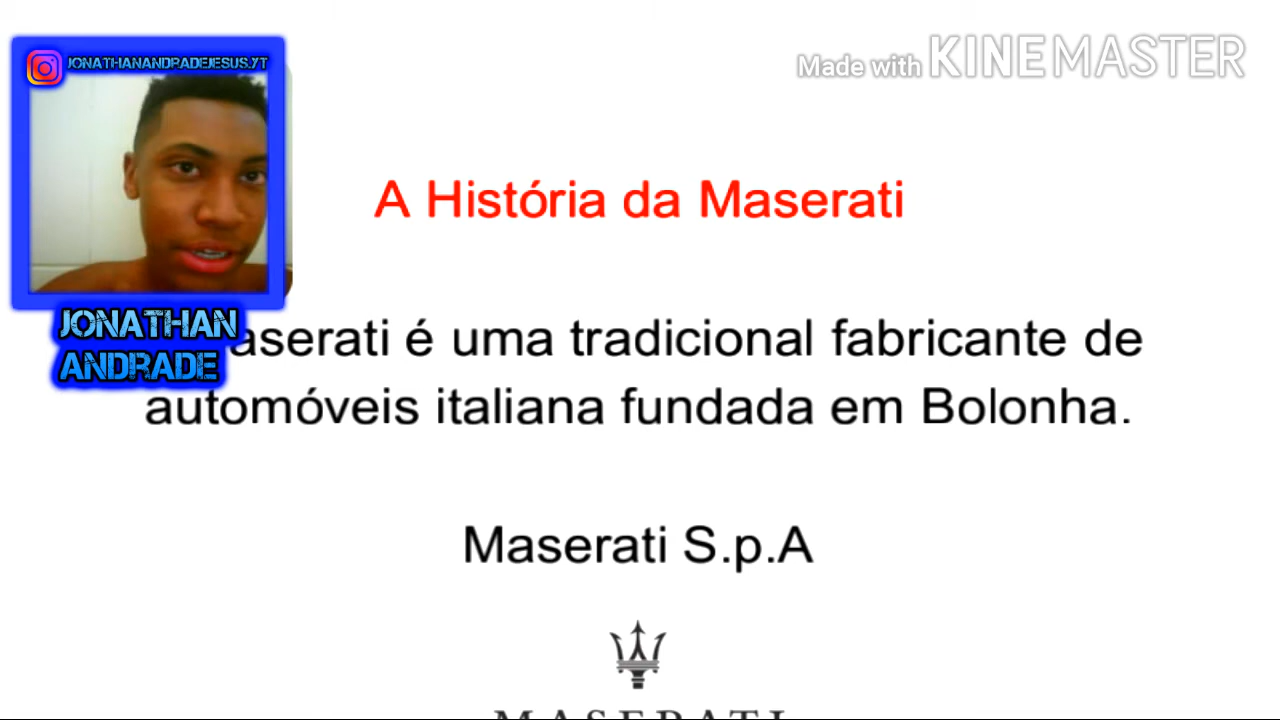 JONATHANANDRADEJESUS.YT
Made with KINEMASTER
A História da Maserati
JONATHAN
ANDRADE
aserati é uma tradicional fabricante de
automóveis italiana fundada em Bolonha.
Maserati S.p.A
MASERATI